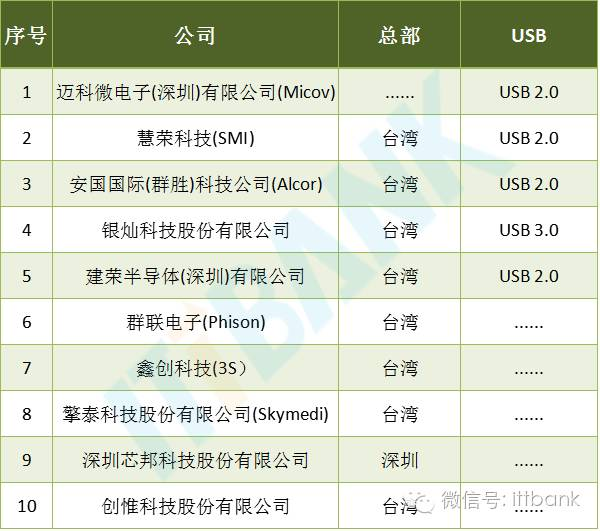 序号 公司 总部 USB
1 迈科微电子(深圳)有限公司(Micov) ...... USB 2.0
2 慧荣科技(SMI) 台湾 USB 2.0
3 安国国际(群胜)科技公司(Alcor) 台湾 USB 2.0
4 银灿科技股份有限公司 台湾 USB 3.0
5 建荣半导体(深圳)有限公司 台湾 USB 2.0
6 群联电子(Phison) 台湾 ......
7 鑫创科技(3S） 台湾 ......
8 擎泰科技股份有限公司(Skymedi) 台湾 ......
9 深圳芯邦科技股份有限公司 深圳 ......
10 创惟科技股份有限公司 台湾 ......
微信号: ittbank
ITTBANK